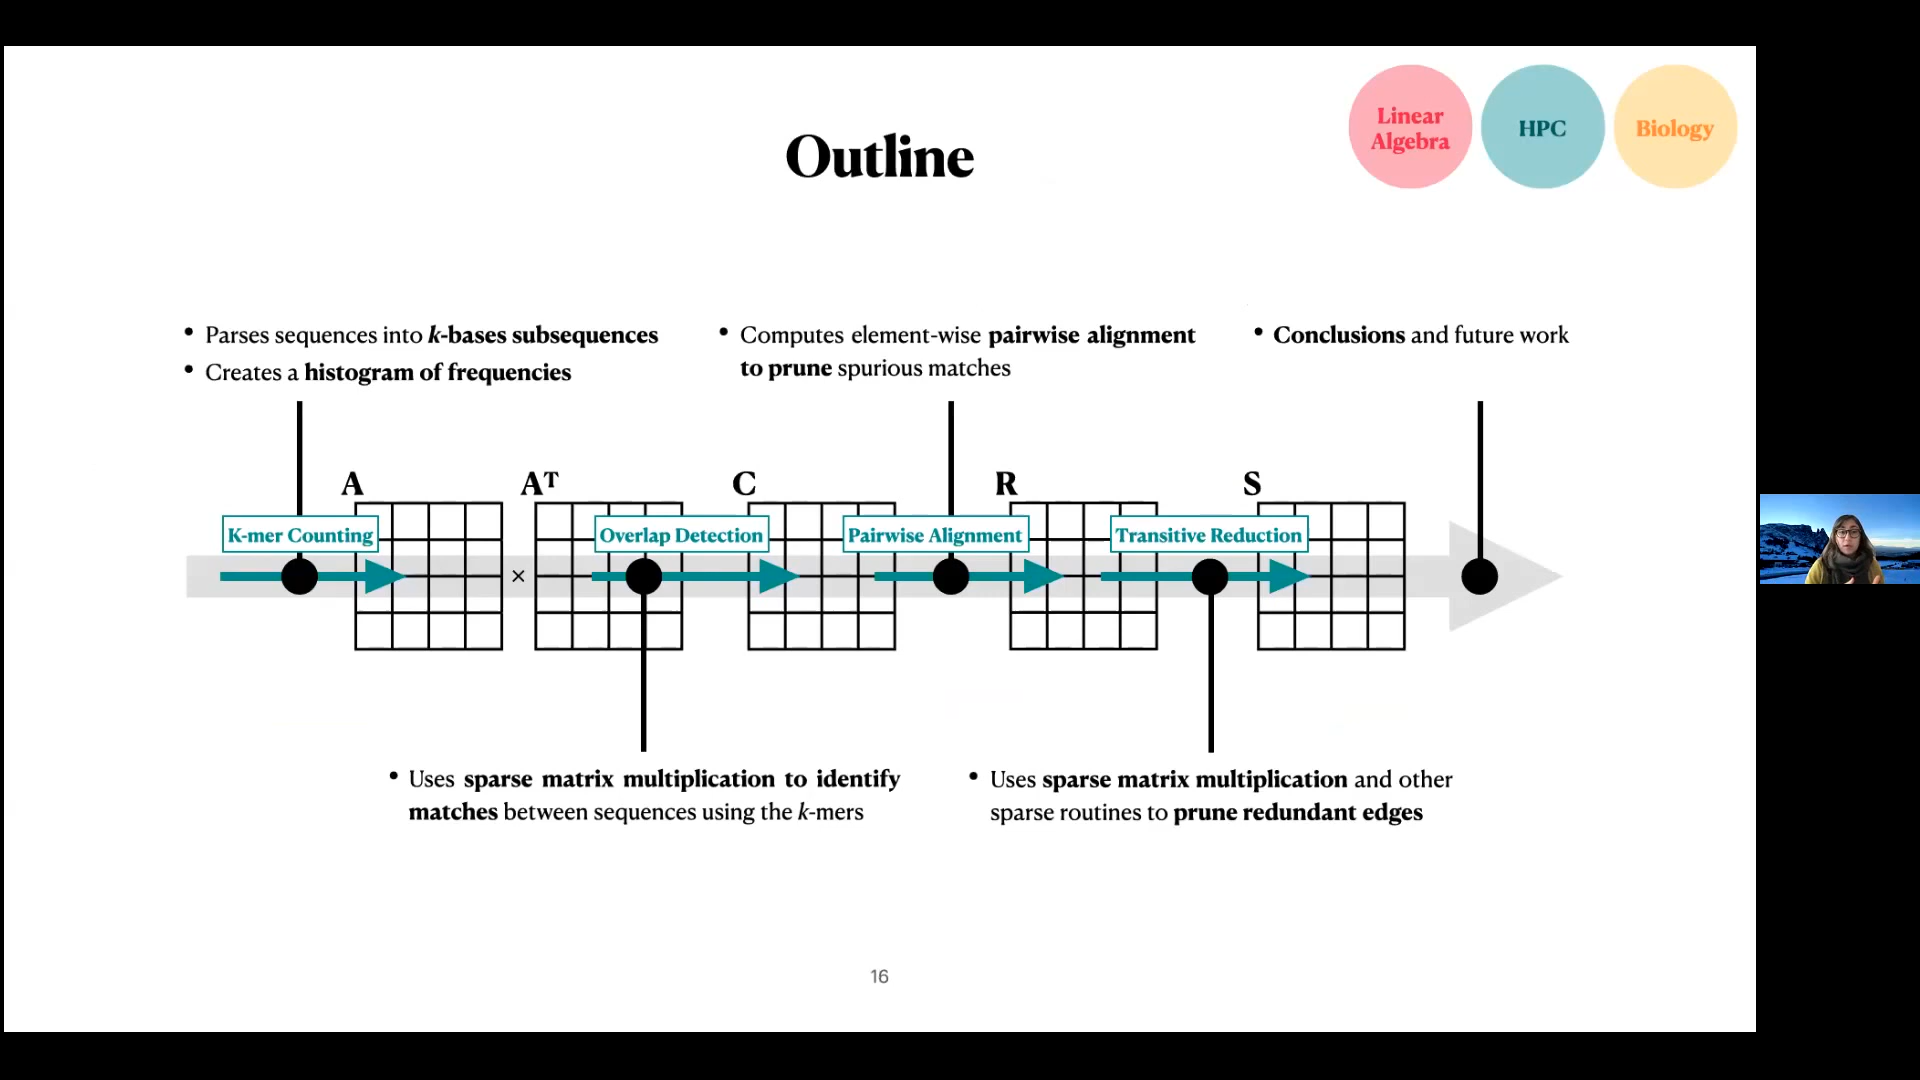 Linear
Algebra
HPC
Biology
Outline
• Parses sequences into k-bases subsequences
• Creates a histogram of frequencies
• Computes element-wise pairwise alignment
to prune spurious matches
• Conclusions and future work
A
Aᵀ
C
R
S
K-mer Counting
×
Overlap Detection
Pairwise Alignment
Transitive Reduction
• Uses sparse matrix multiplication to identify
matches between sequences using the k-mers
• Uses sparse matrix multiplication and other
sparse routines to prune redundant edges
16